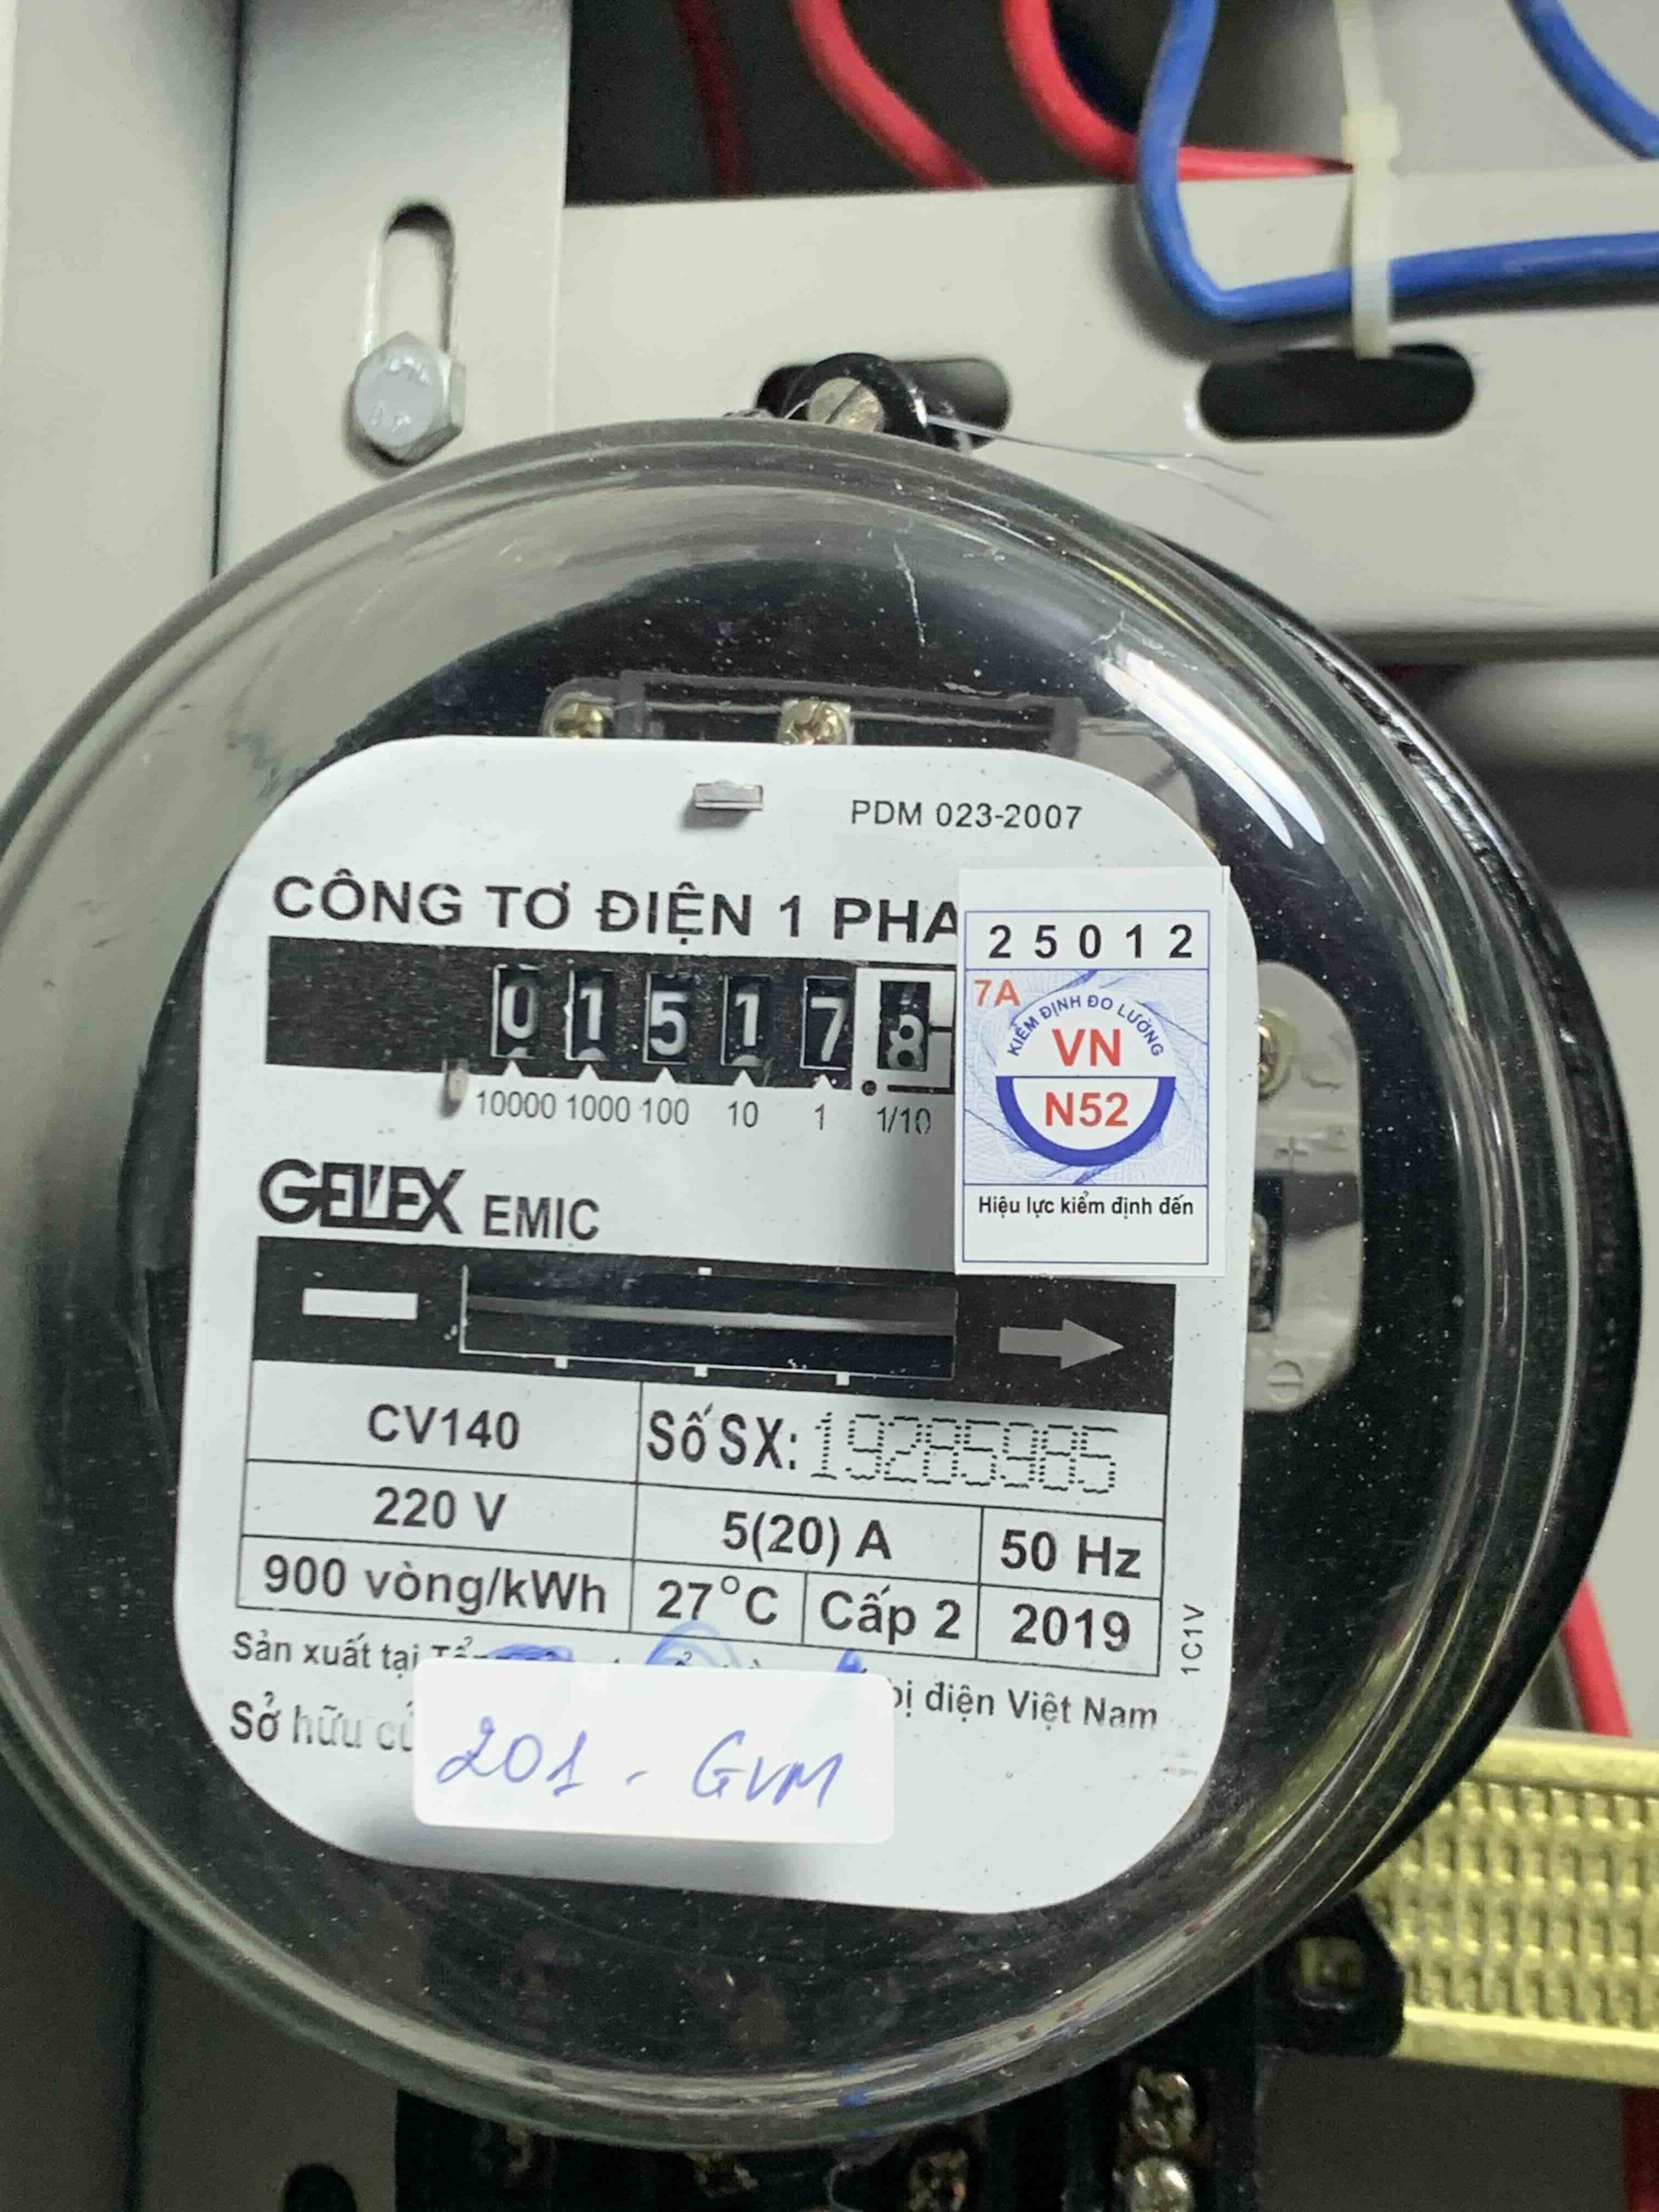 PDM 023-2007
CÔNG TƠ ĐIỆN 1 PHA
25012
7A
KIỂM ĐỊNH ĐO LƯỜNG
VN
N52
Hiệu lực kiểm định đến
0 1 5 1 7 8
10000 1000 100 10 1 1/10
GELEX EMIC
CV140 Số SX: 19285985
220 V 5(20) A 50 Hz
900 vòng/kWh 27°C Cấp 2 2019
1C1V
Sản xuất tại bị điện Việt Nam
Sở hữu
201 - GVM